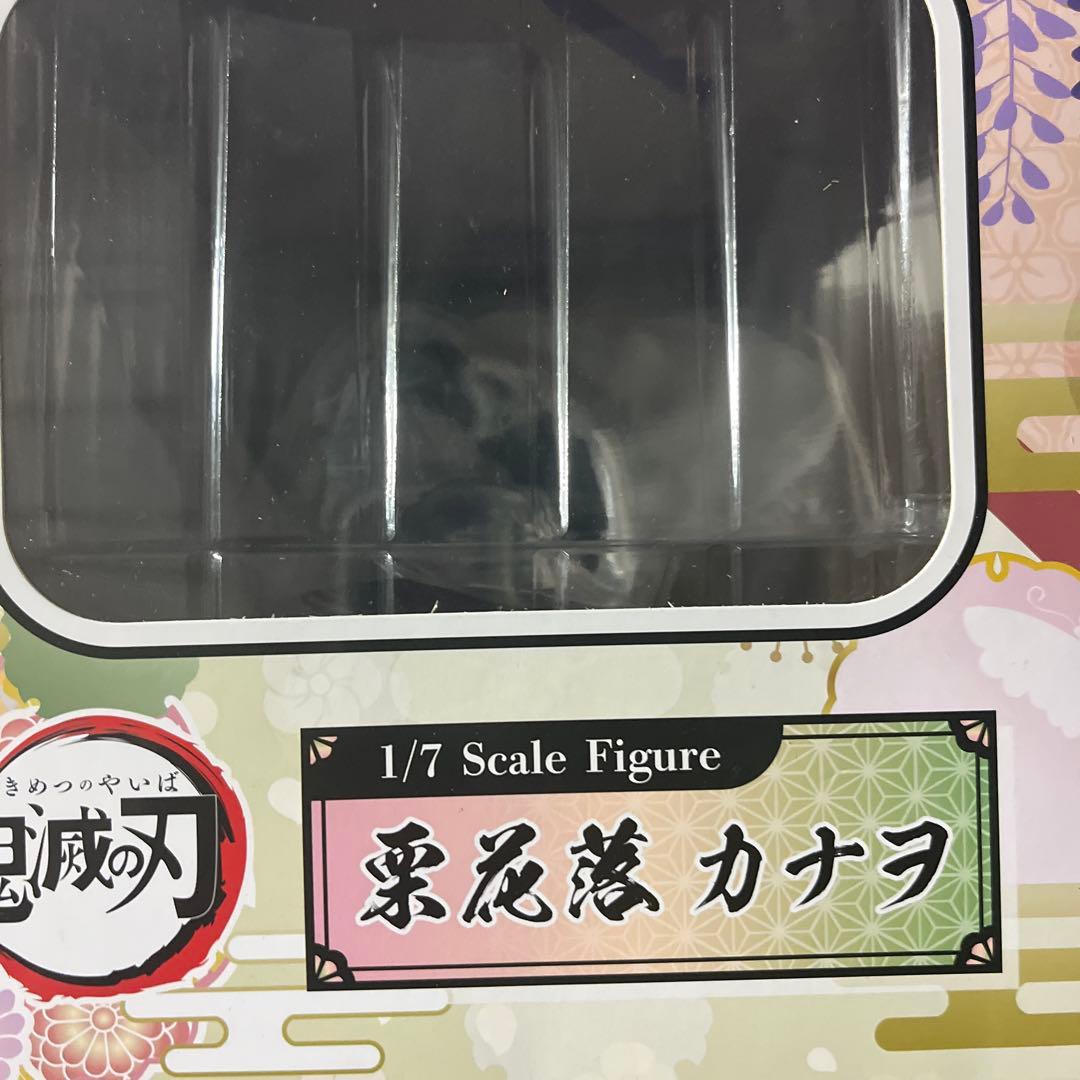 1/7 Scale Figure
栗花落 カナヲ
きめつのやいば
鬼滅の刃